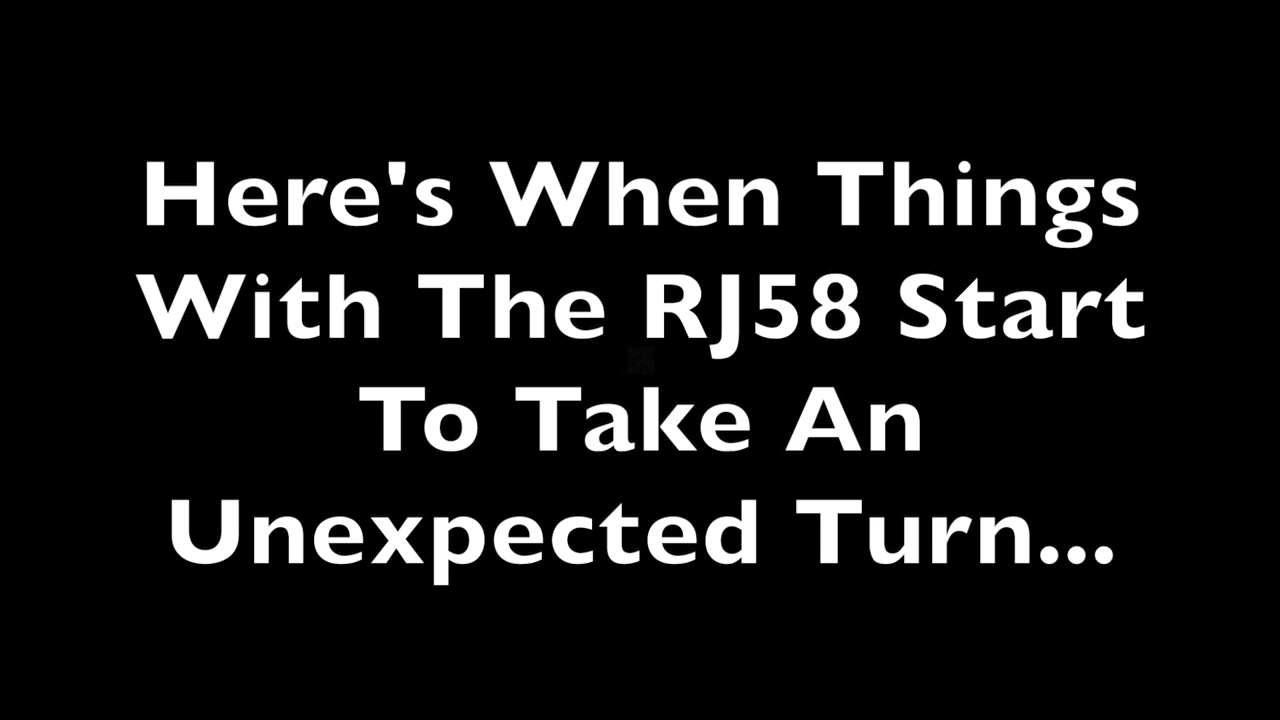 Here's When Things
With The RJ58 Start
To Take An
Unexpected Turn...